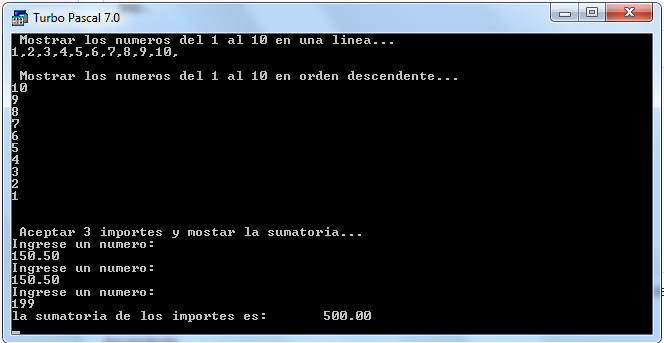 Turbo Pascal 7.0
Mostrar los numeros del 1 al 10 en una linea...
1,2,3,4,5,6,7,8,9,10,
Mostrar los numeros del 1 al 10 en orden descendente...
10
9
8
7
6
5
4
3
2
1
Aceptar 3 importes y mostar la sumatoria...
Ingrese un numero:
150.50
Ingrese un numero:
150.50
Ingrese un numero:
199
la sumatoria de los importes es: 500.00